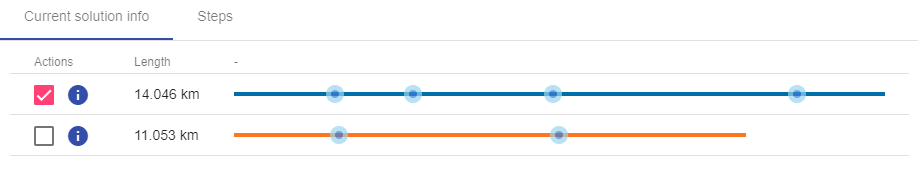 Current solution info Steps
Actions Length -
14.046 km
11.053 km